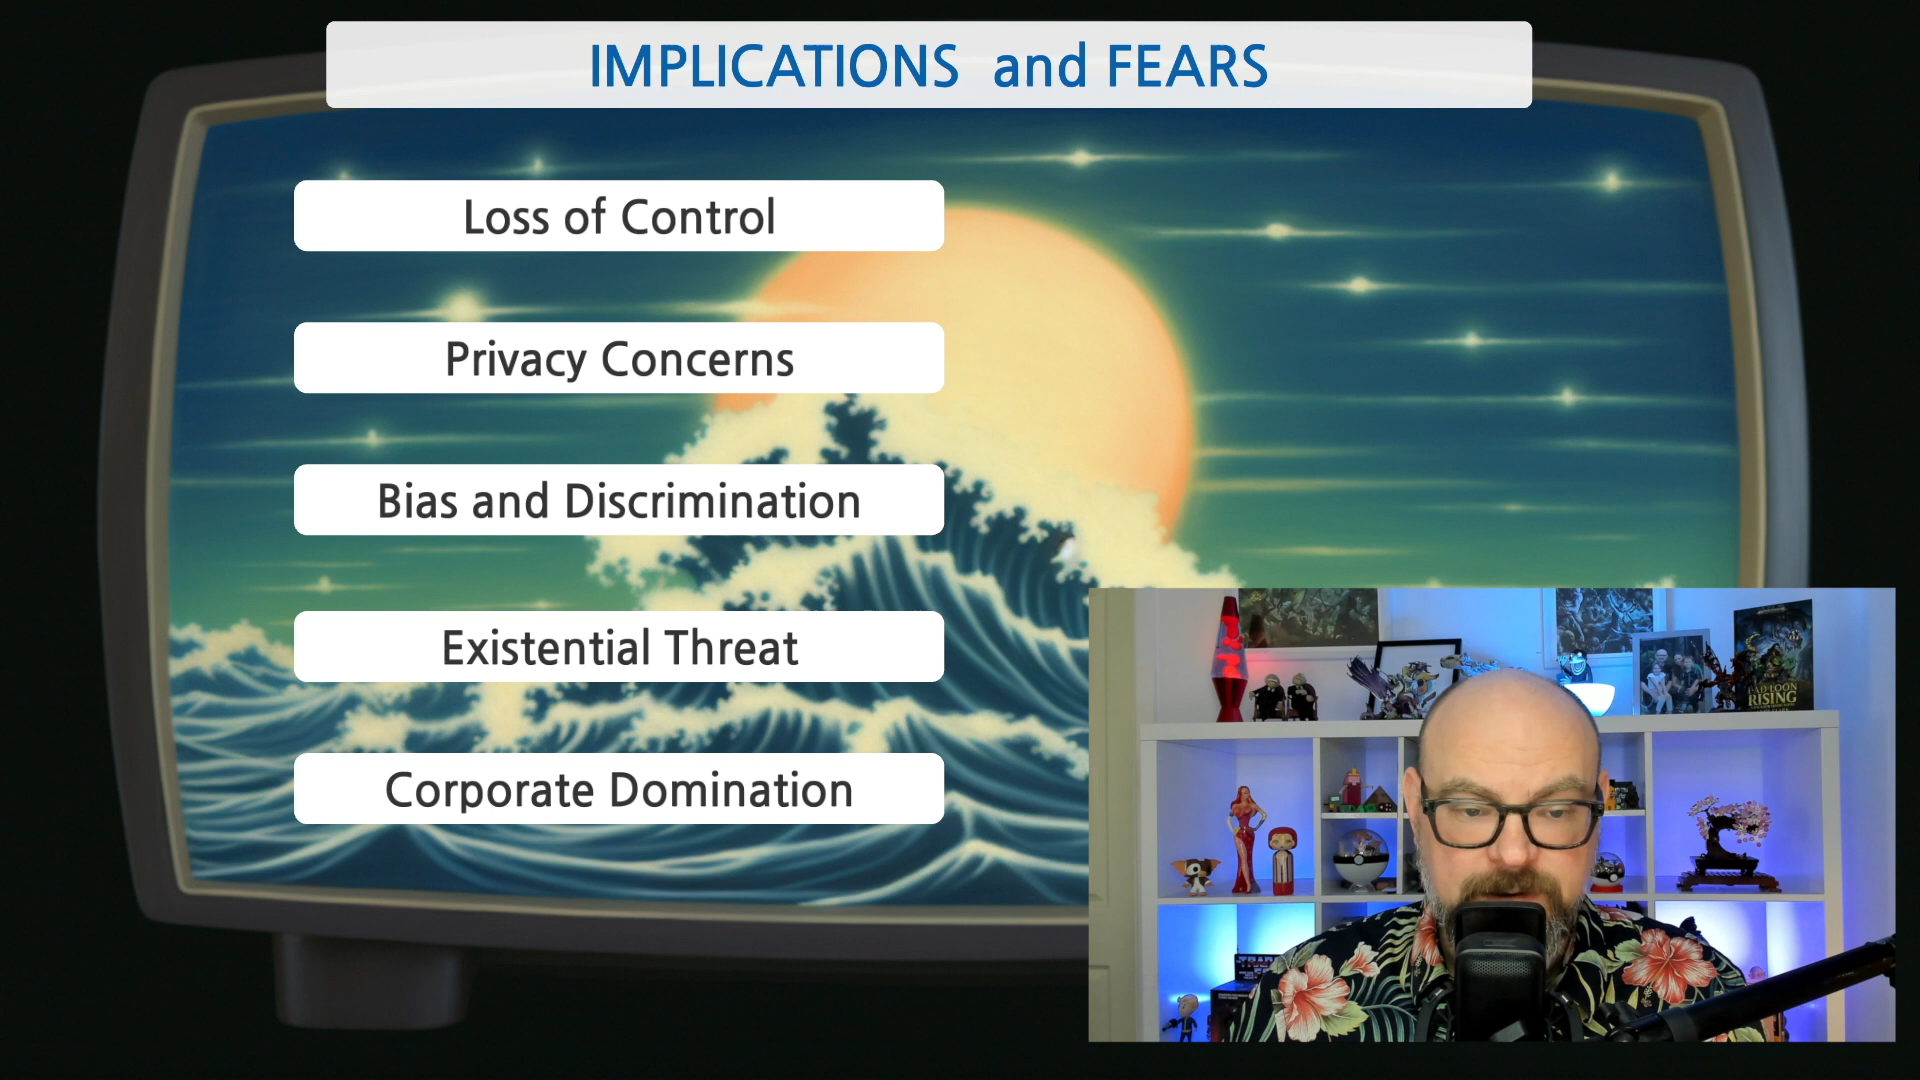 IMPLICATIONS and FEARS
Loss of Control
Privacy Concerns
Bias and Discrimination
Existential Threat
Corporate Domination
RISING